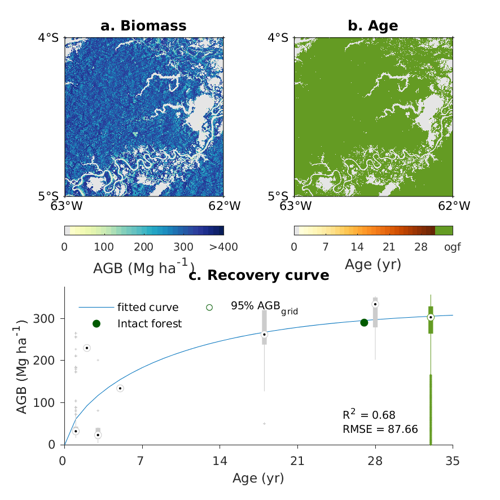 a. Biomass
b. Age
4°S
5°S
63°W
62°W
4°S
5°S
63°W
62°W
0 100 200 300 >400
AGB (Mg ha-1)
0 7 14 21 28 ogf
Age (yr)
c. Recovery curve
fitted curve
95% AGBgrid
Intact forest
R2 = 0.68
RMSE = 87.66
300
200
100
0
AGB (Mg ha-1)
0 7 14 21 28 35
Age (yr)